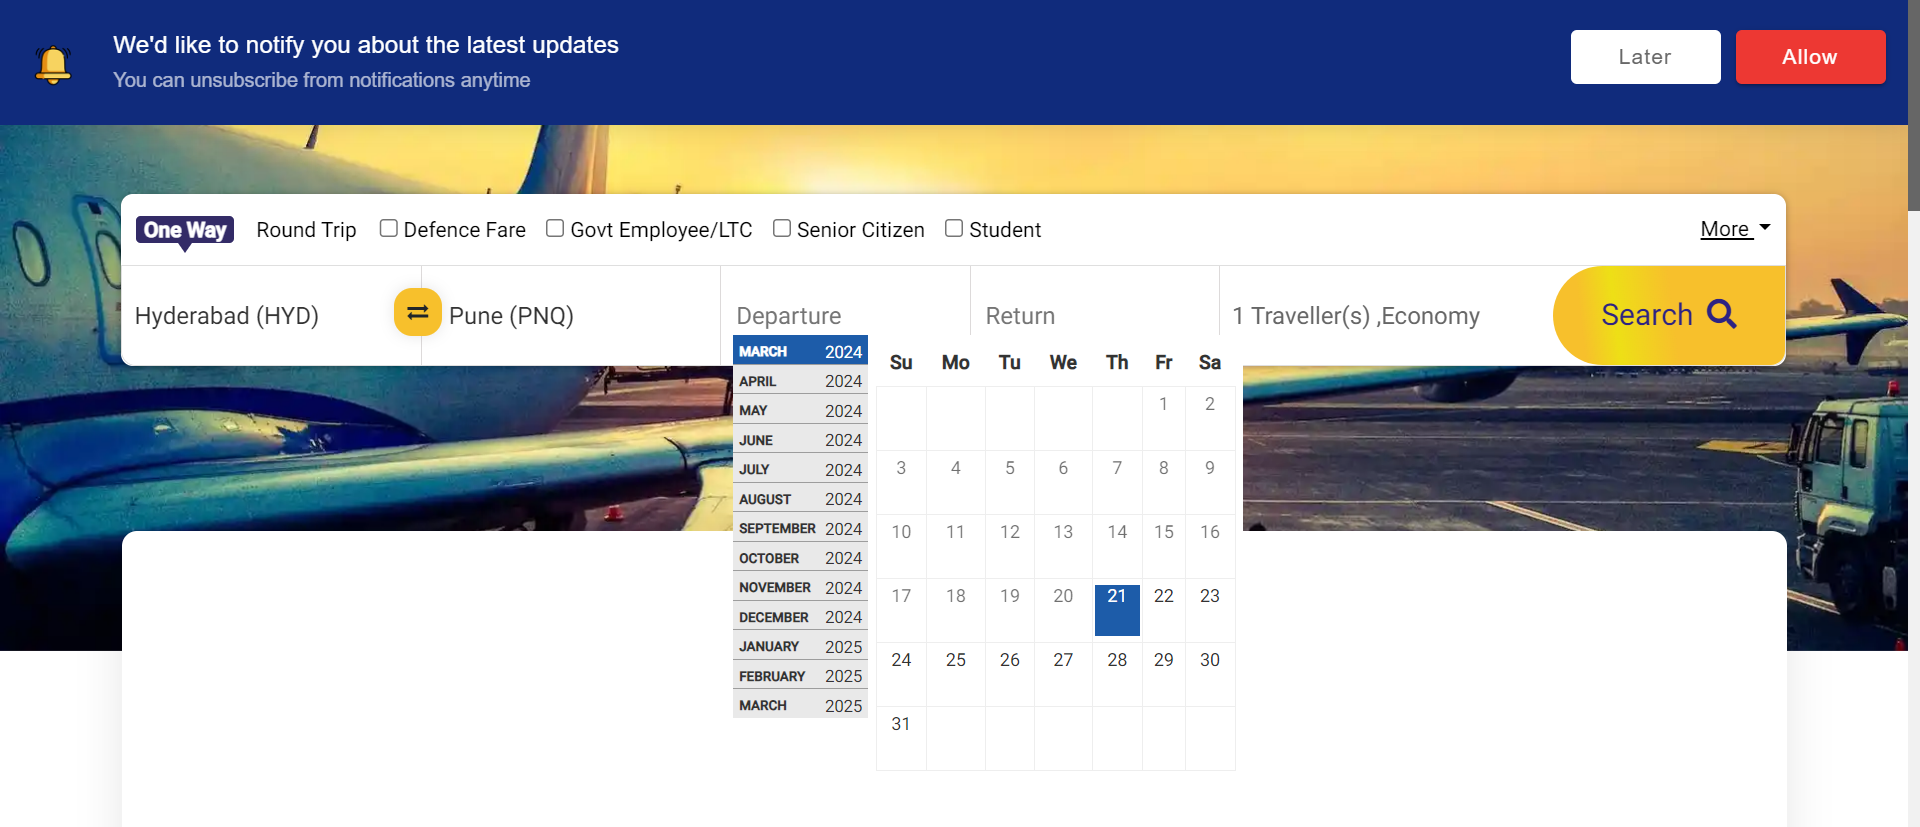 We'd like to notify you about the latest updates
You can unsubscribe from notifications anytime
Later
Allow
One Way
Round Trip
Defence Fare
Govt Employee/LTC
Senior Citizen
Student
More
Hyderabad (HYD)
Pune (PNQ)
Departure
Return
1 Traveller(s) ,Economy
Search
MARCH 2024
APRIL 2024
MAY 2024
JUNE 2024
JULY 2024
AUGUST 2024
SEPTEMBER 2024
OCTOBER 2024
NOVEMBER 2024
DECEMBER 2024
JANUARY 2025
FEBRUARY 2025
MARCH 2025
Su Mo Tu We Th Fr Sa
1 2
3 4 5 6 7 8 9
10 11 12 13 14 15 16
17 18 19 20 21 22 23
24 25 26 27 28 29 30
31